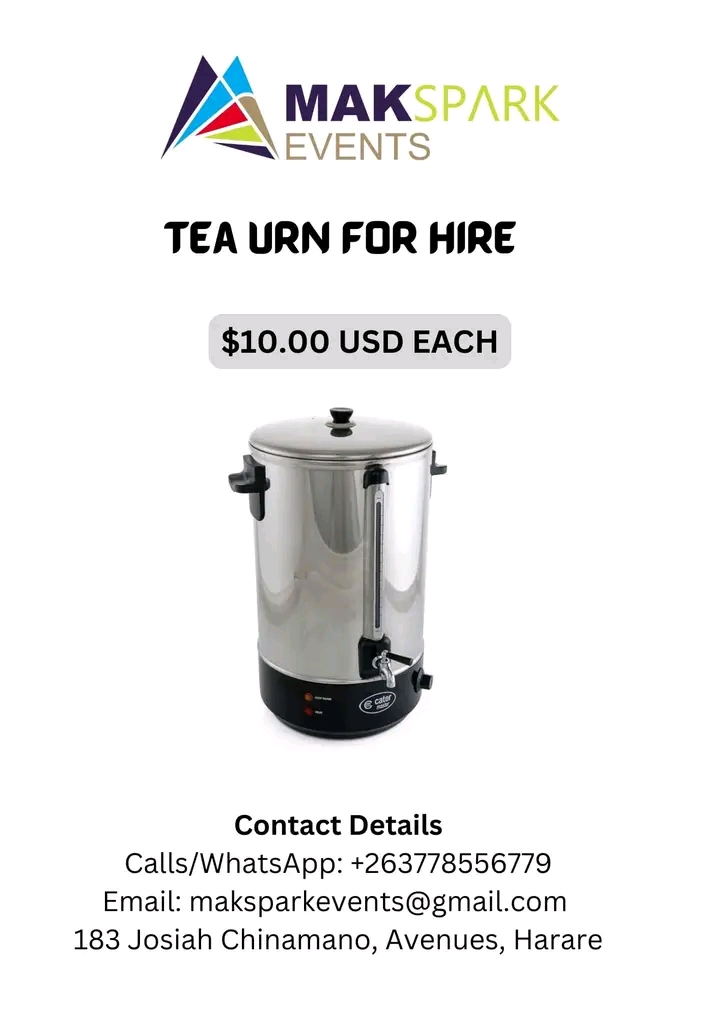 MAKSPARK
EVENTS
TEA URN FOR HIRE
$10.00 USD EACH
cater
Contact Details
Calls/WhatsApp: +263778556779
Email: maksparkevents@gmail.com
183 Josiah Chinamano, Avenues, Harare